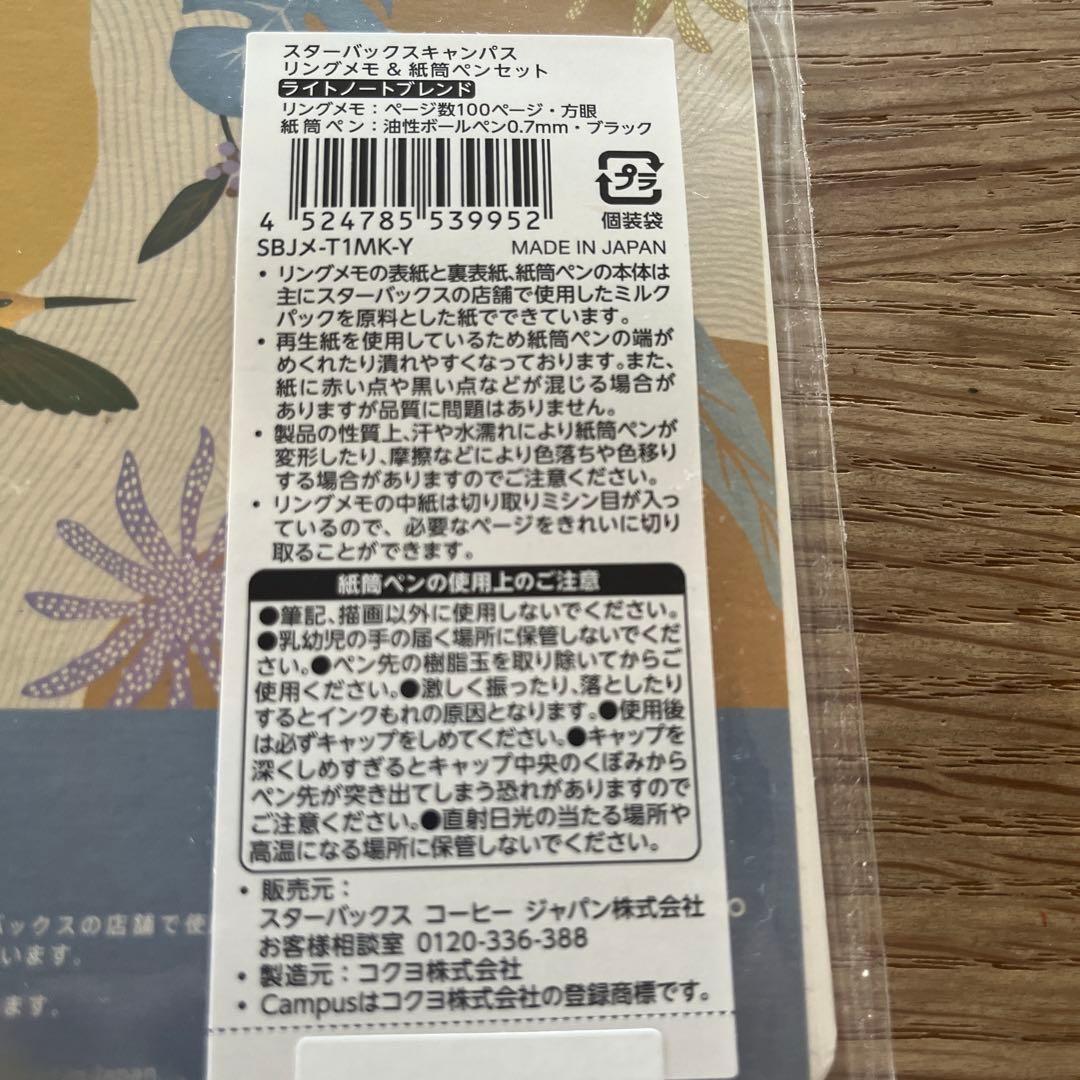 スターバックスキャンパス
リングメモ & 紙筒ペンセット
ライトノートブレンド
リングメモ：ページ数100ページ・方眼
紙筒ペン：油性ボールペン0.7mm・ブラック
プラ
個装袋
4 524785 539952
SBJメ-T1MK-Y MADE IN JAPAN
・リングメモの表紙と裏表紙、紙筒ペンの本体は
主にスターバックスの店舗で使用したミルク
パックを原料とした紙でできています。
・再生紙を使用しているため紙筒ペンの端が
めくれたり潰れやすくなっております。また、
紙に赤い点や黒い点などが混じる場合が
ありますが品質に問題はありません。
・製品の性質上、汗や水濡れにより紙筒ペンが
変形したり、摩擦などにより色落ちや色移り
する場合がありますのでご注意ください。
・リングメモの中紙は切り取りミシン目が入っ
ているので、必要なページをきれいに切り
取ることができます。
紙筒ペンの使用上のご注意
●筆記、描画以外に使用しないでください。
●乳幼児の手の届く場所に保管しないでくだ
さい。●ペン先の樹脂玉を取り除いてからご
使用ください。●激しく振ったり、落としたり
するとインクもれの原因となります。●使用後
は必ずキャップをしめてください。●キャップを
深くしめすぎるとキャップ中央のくぼみから
ペン先が突き出てしまう恐れがありますので
ご注意ください。●直射日光の当たる場所や
高温になる場所に保管しないでください。
・販売元：
スターバックス コーヒー ジャパン株式会社
お客様相談室 0120-336-388
・製造元：コクヨ株式会社
・Campusはコクヨ株式会社の登録商標です。
バックスの店舗で使
います。
ます。